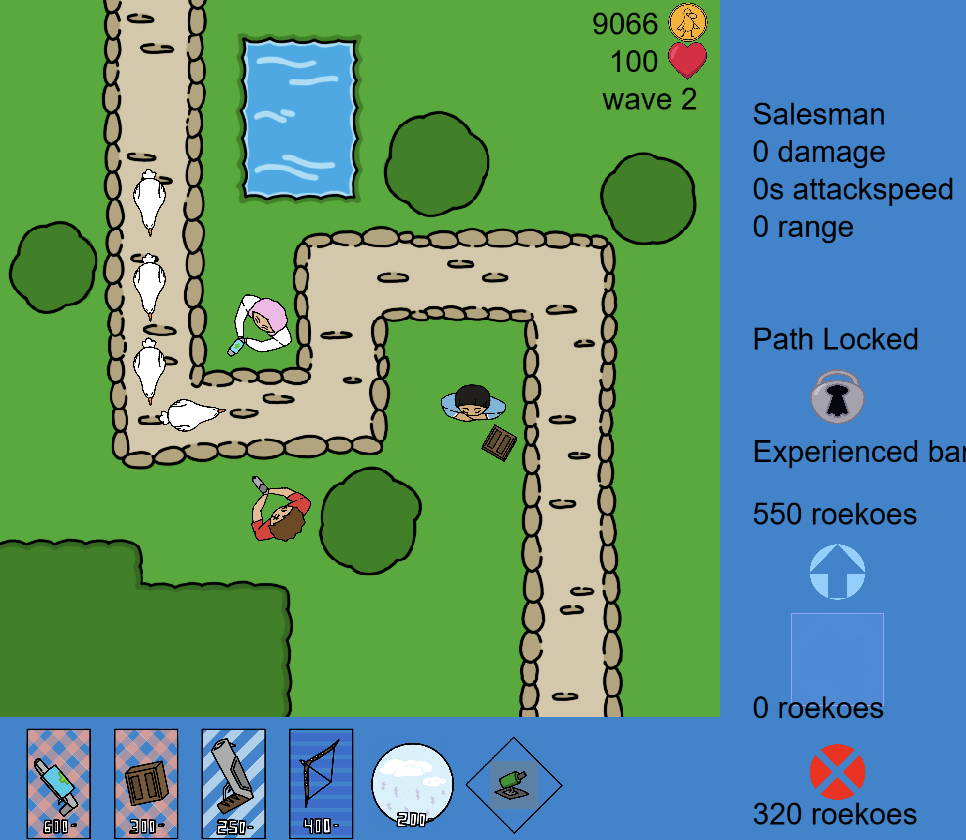 9066
100
wave 2
Salesman
0 damage
0s attackspeed
0 range
Path Locked
Experienced bar
550 roekoes
0 roekoes
320 roekoes
600-
300-
250-
400-
200-